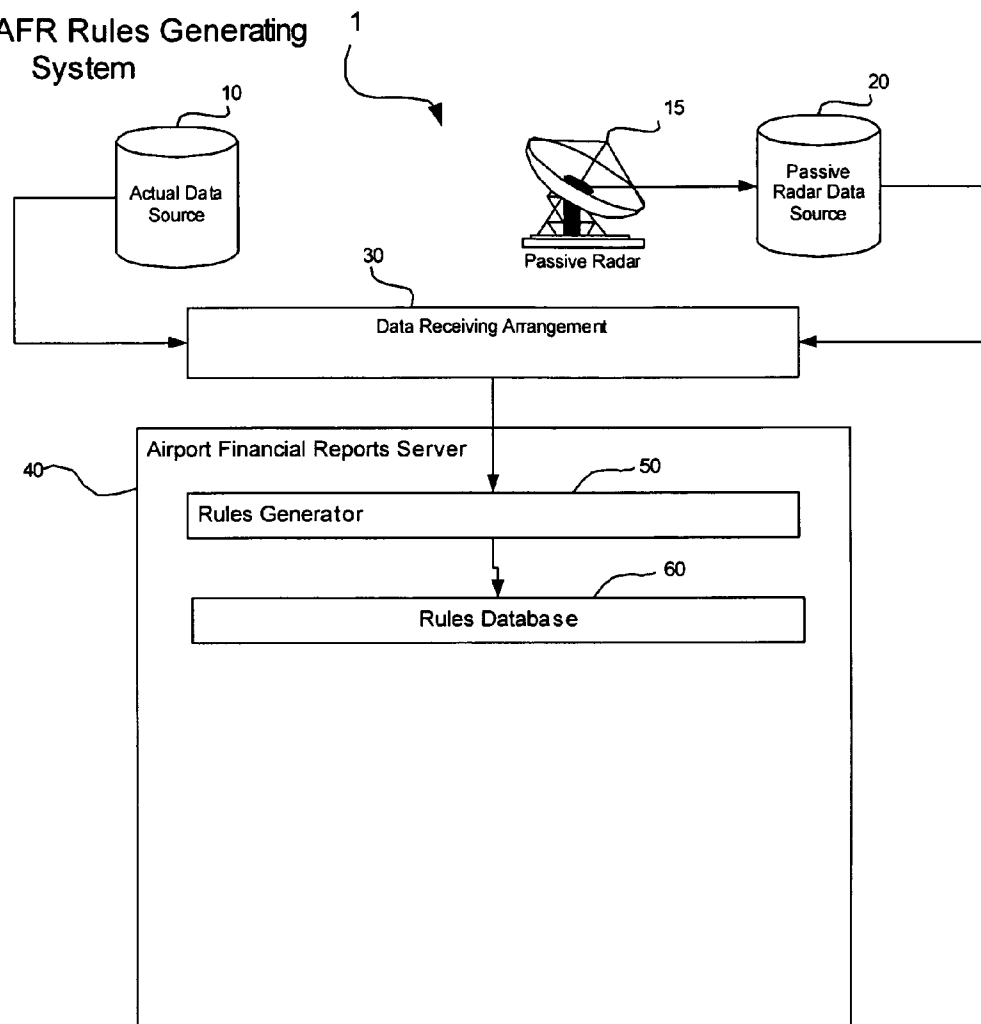 AFR Rules Generating
System
1
10
15
20
Actual Data
Source
Passive
Radar Data
Source
Passive Radar
30
Data Receiving Arrangement
Airport Financial Reports Server
40
50
Rules Generator
60
Rules Database